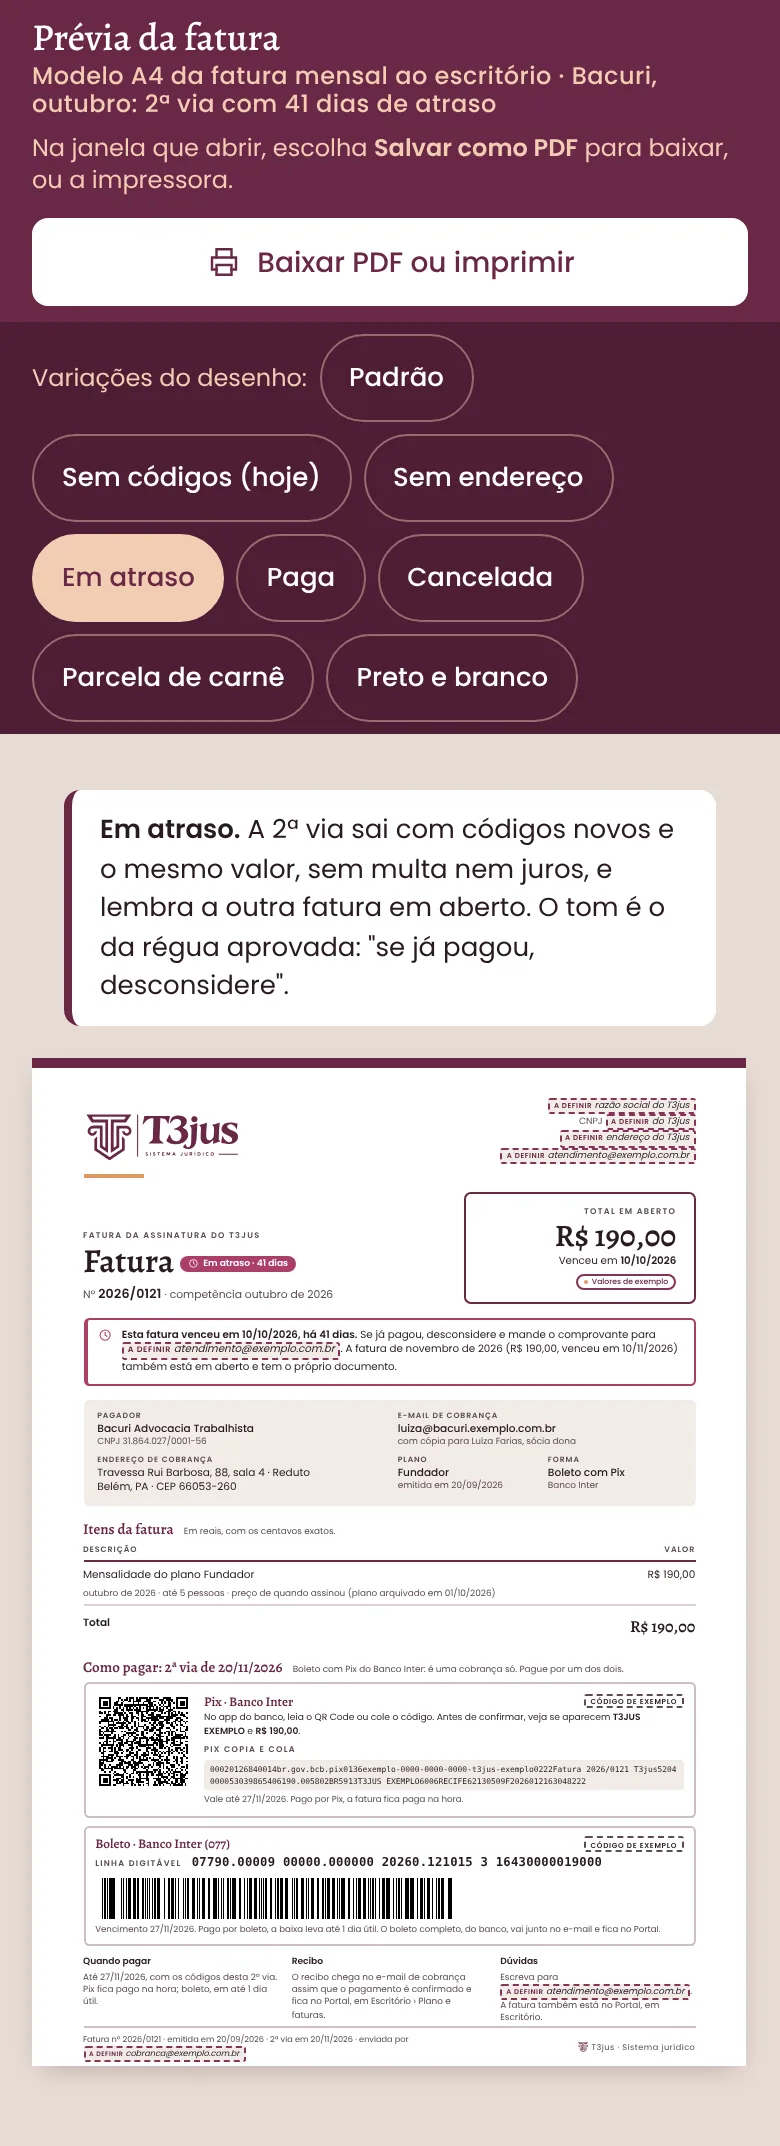 Prévia da fatura
Modelo A4 da fatura mensal ao escritório · Bacuri,
outubro: 2ª via com 41 dias de atraso
Na janela que abrir, escolha Salvar como PDF para baixar,
ou a impressora.
Baixar PDF ou imprimir
Variações do desenho:
Padrão
Sem códigos (hoje)
Sem endereço
Em atraso
Paga
Cancelada
Parcela de carnê
Preto e branco
Em atraso. A 2ª via sai com códigos novos e
o mesmo valor, sem multa nem juros, e
lembra a outra fatura em aberto. O tom é o
da régua aprovada: "se já pagou,
desconsidere".
T3jus
SISTEMA JURÍDICO
A DEFINIR razão social do T3jus
CNPJ A DEFINIR do T3jus
A DEFINIR endereço do T3jus
A DEFINIR atendimento@exemplo.com.br
FATURA DA ASSINATURA DO T3JUS
Fatura
Em atraso · 41 dias
Nº 2026/0121 · competência outubro de 2026
TOTAL EM ABERTO
R$ 190,00
Venceu em 10/10/2026
Valores de exemplo
Esta fatura venceu em 10/10/2026, há 41 dias. Se já pagou, desconsidere e mande o comprovante para
A DEFINIR atendimento@exemplo.com.br. A fatura de novembro de 2026 (R$ 190,00, venceu em 10/11/2026)
também está em aberto e tem o próprio documento.
PAGADOR
Bacuri Advocacia Trabalhista
CNPJ 31.864.027/0001-56
E-MAIL DE COBRANÇA
luiza@bacuri.exemplo.com.br
com cópia para Luíza Farias, sócia dona
ENDEREÇO DE COBRANÇA
Travessa Rui Barbosa, 88, sala 4 · Reduto
Belém, PA · CEP 66053-260
PLANO
Fundador
emitida em 20/09/2026
FORMA
Boleto com Pix
Banco Inter
Itens da fatura Em reais, com os centavos exatos.
DESCRIÇÃO VALOR
Mensalidade do plano Fundador R$ 190,00
outubro de 2026 · até 5 pessoas · preço de quando assinou (plano arquivado em 01/10/2026)
Total R$ 190,00
Como pagar: 2ª via de 20/11/2026 Boleto com Pix do Banco Inter: é uma cobrança só. Pague por um dos dois.
Pix · Banco Inter
CÓDIGO DE EXEMPLO
No app do banco, leia o QR Code ou cole o código. Antes de confirmar, veja se aparecem T3JUS
EXEMPLO e R$ 190,00.
PIX COPIA E COLA
00020126840014br.gov.bcb.pix0136exemplo-0000-0000-0000-t3jus-exemplo0222Fatura 2026/0121 T3jus5204
000053039865406190.005802BR5913T3JUS EXEMPLO6006RECIFE62130509F2026012163048222
Vale até 27/11/2026. Pago por Pix, a fatura fica paga na hora.
Boleto · Banco Inter (077)
CÓDIGO DE EXEMPLO
LINHA DIGITÁVEL 07790.00009 00000.000000 20260.121015 3 16430000019000
Vencimento 27/11/2026. Pago por boleto, a baixa leva até 1 dia útil. O boleto completo, do banco, vai junto no e-mail e fica no Portal.
Quando pagar
Até 27/11/2026, com os códigos desta 2ª via.
Pix fica pago na hora; boleto, em até 1 dia
útil.
Recibo
O recibo chega no e-mail de cobrança
assim que o pagamento é confirmado e
fica no Portal, em Escritório › Plano e
faturas.
Dúvidas
Escreva para
A DEFINIR atendimento@exemplo.com.br.
A fatura também está no Portal, em
Escritório.
Fatura nº 2026/0121 · emitida em 20/09/2026 · 2ª via em 20/11/2026 · enviada por
A DEFINIR cobranca@exemplo.com.br
T3jus · Sistema jurídico